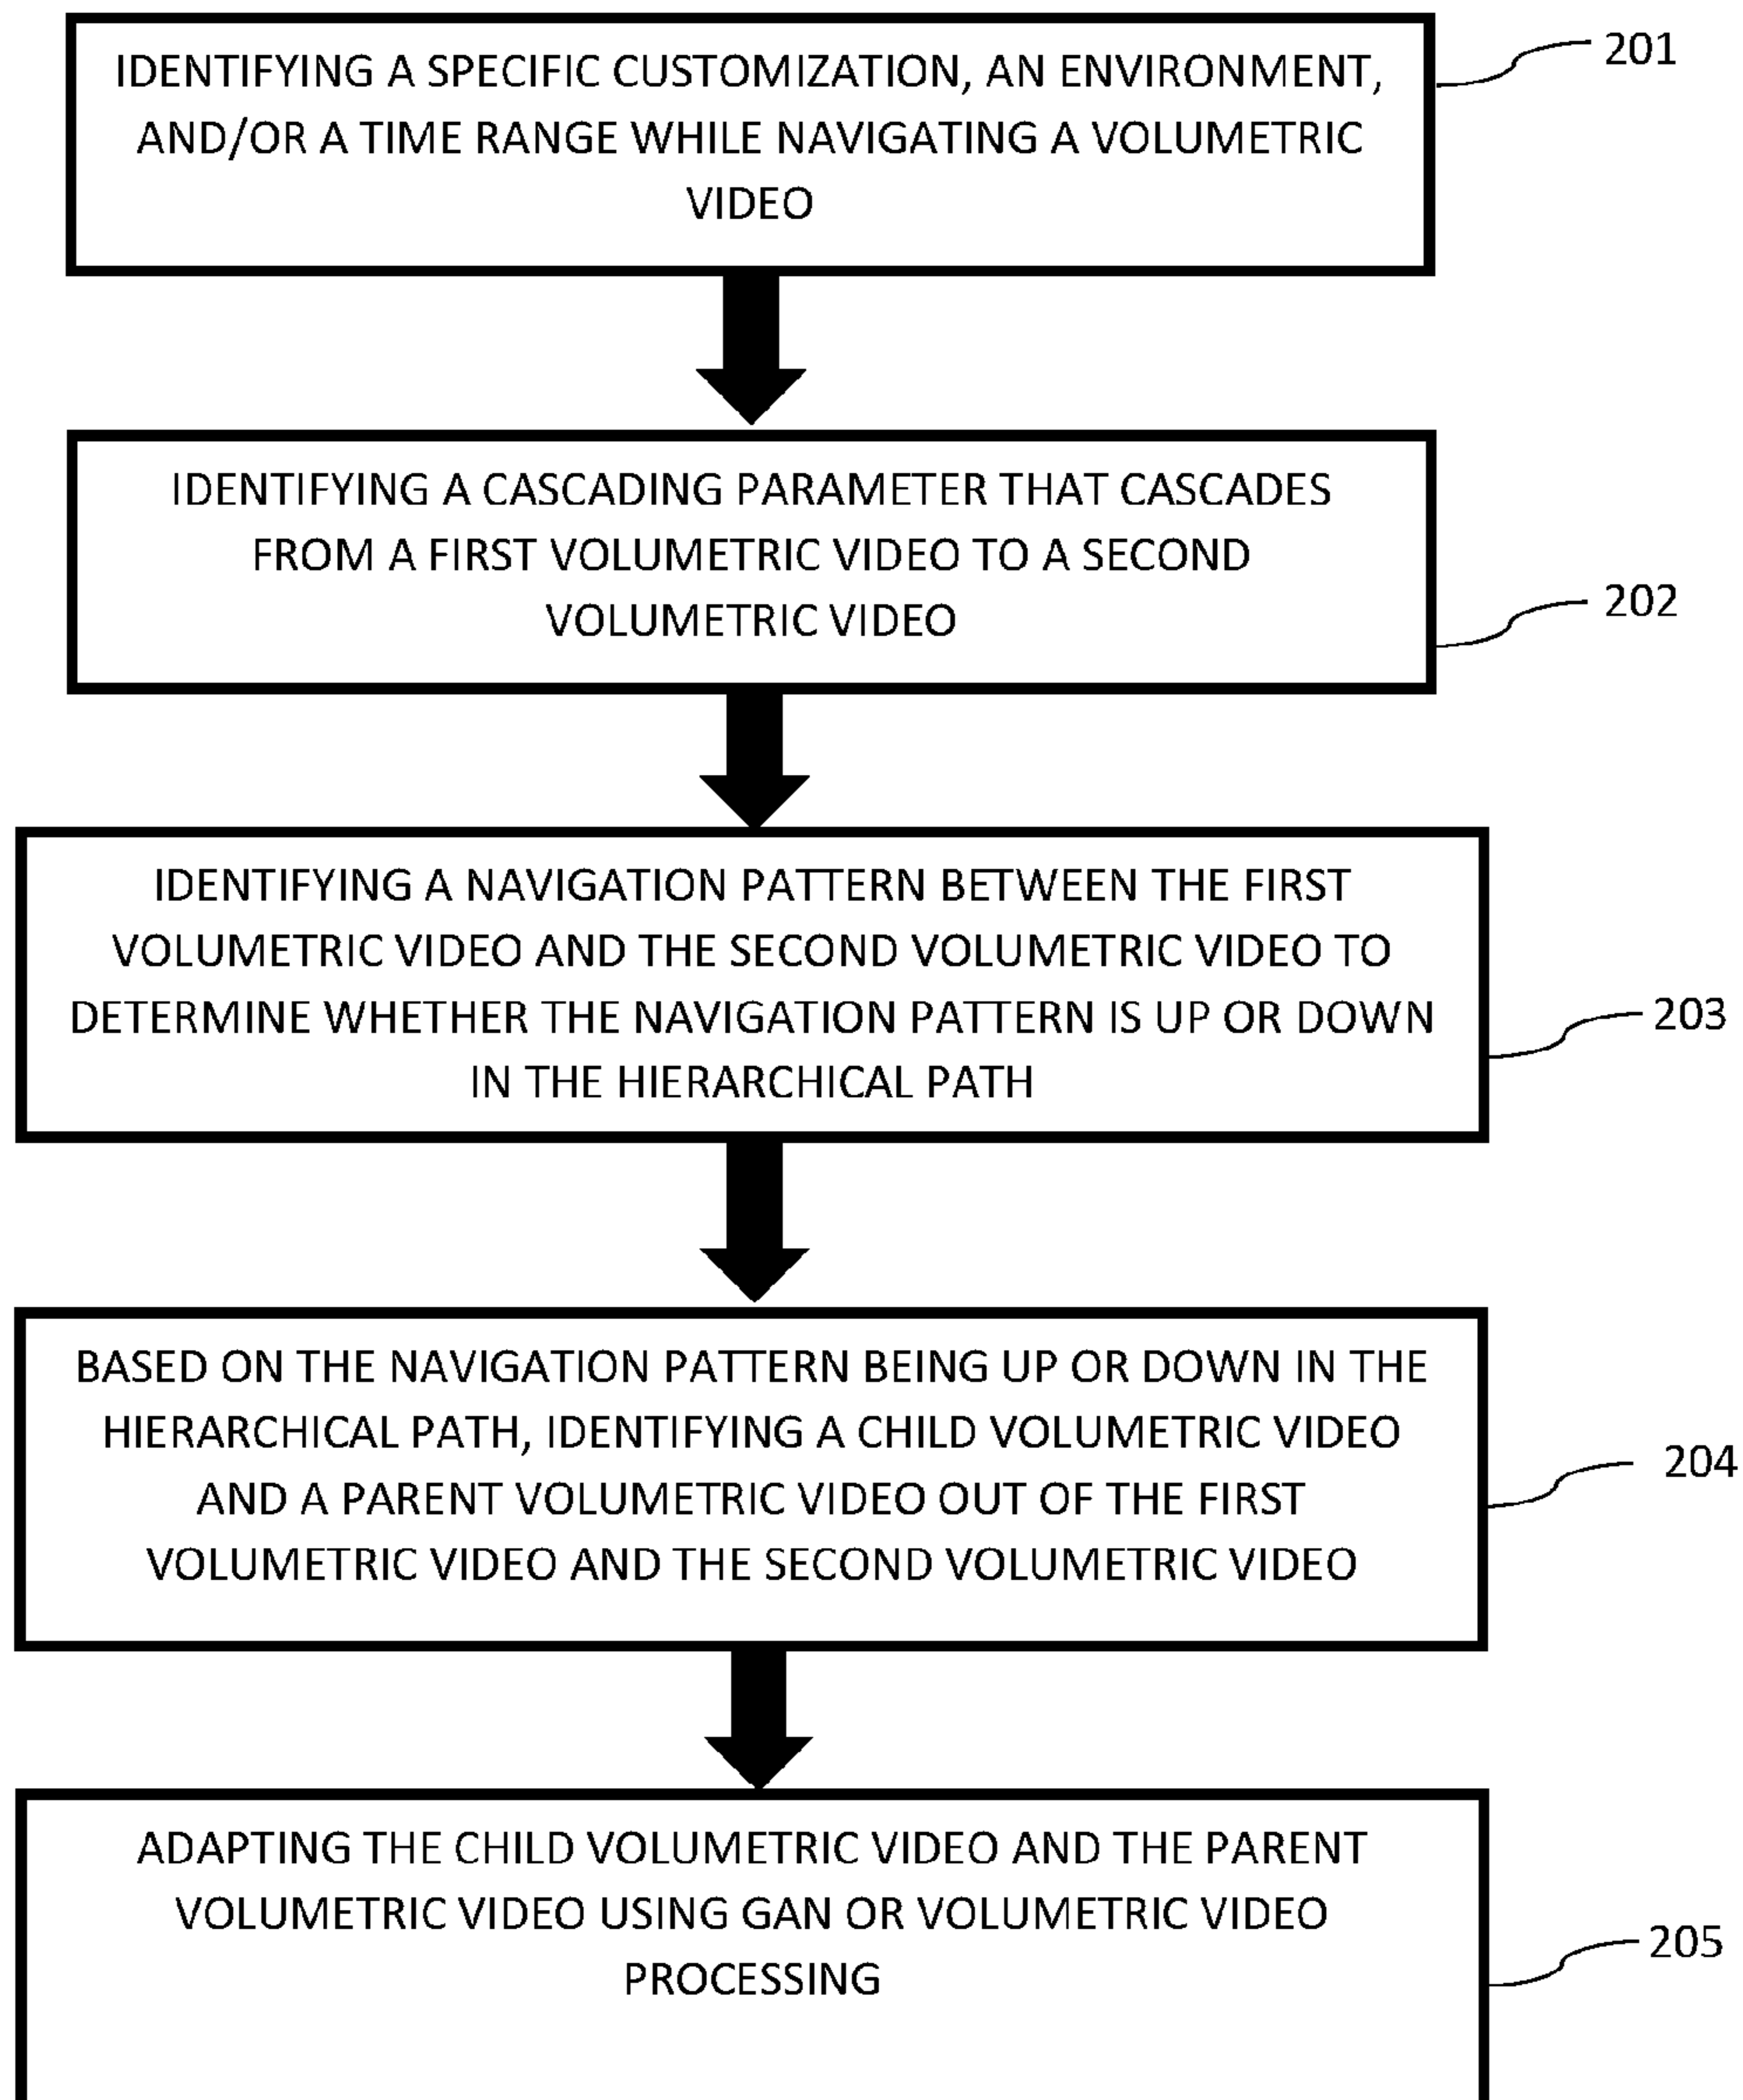 IDENTIFYING A SPECIFIC CUSTOMIZATION, AN ENVIRONMENT,
AND/OR A TIME RANGE WHILE NAVIGATING A VOLUMETRIC
VIDEO
201
IDENTIFYING A CASCADING PARAMETER THAT CASCADES
FROM A FIRST VOLUMETRIC VIDEO TO A SECOND
VOLUMETRIC VIDEO
202
IDENTIFYING A NAVIGATION PATTERN BETWEEN THE FIRST
VOLUMETRIC VIDEO AND THE SECOND VOLUMETRIC VIDEO TO
DETERMINE WHETHER THE NAVIGATION PATTERN IS UP OR DOWN
IN THE HIERARCHICAL PATH
203
BASED ON THE NAVIGATION PATTERN BEING UP OR DOWN IN THE
HIERARCHICAL PATH, IDENTIFYING A CHILD VOLUMETRIC VIDEO
AND A PARENT VOLUMETRIC VIDEO OUT OF THE FIRST
VOLUMETRIC VIDEO AND THE SECOND VOLUMETRIC VIDEO
204
ADAPTING THE CHILD VOLUMETRIC VIDEO AND THE PARENT
VOLUMETRIC VIDEO USING GAN OR VOLUMETRIC VIDEO
PROCESSING
205